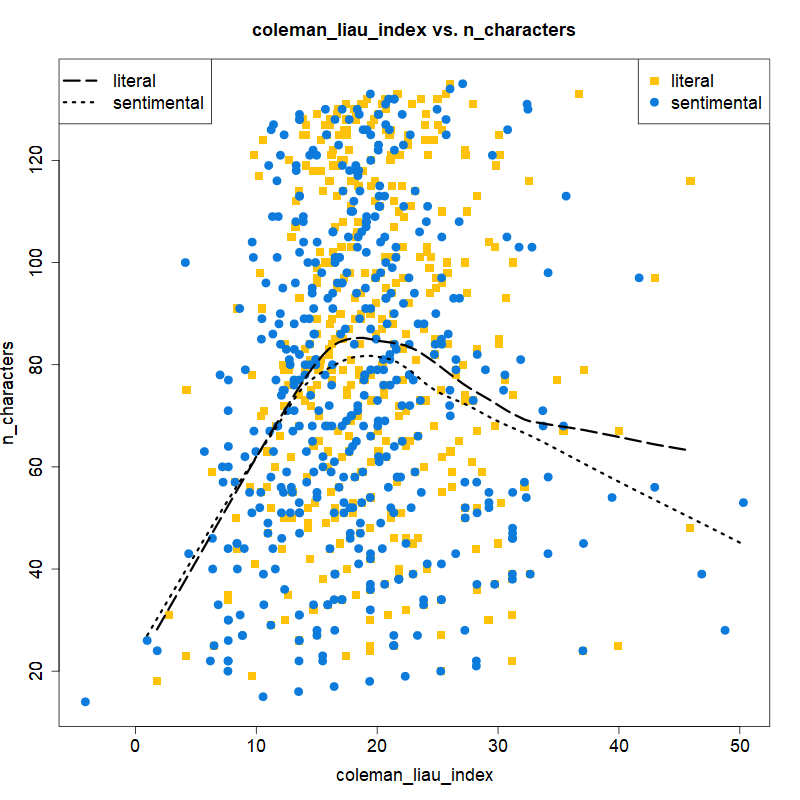 coleman_liau_index vs. n_characters
literal
sentimental
literal
sentimental
n_characters
120
100
80
60
40
20
0
10
20
30
40
50
coleman_liau_index